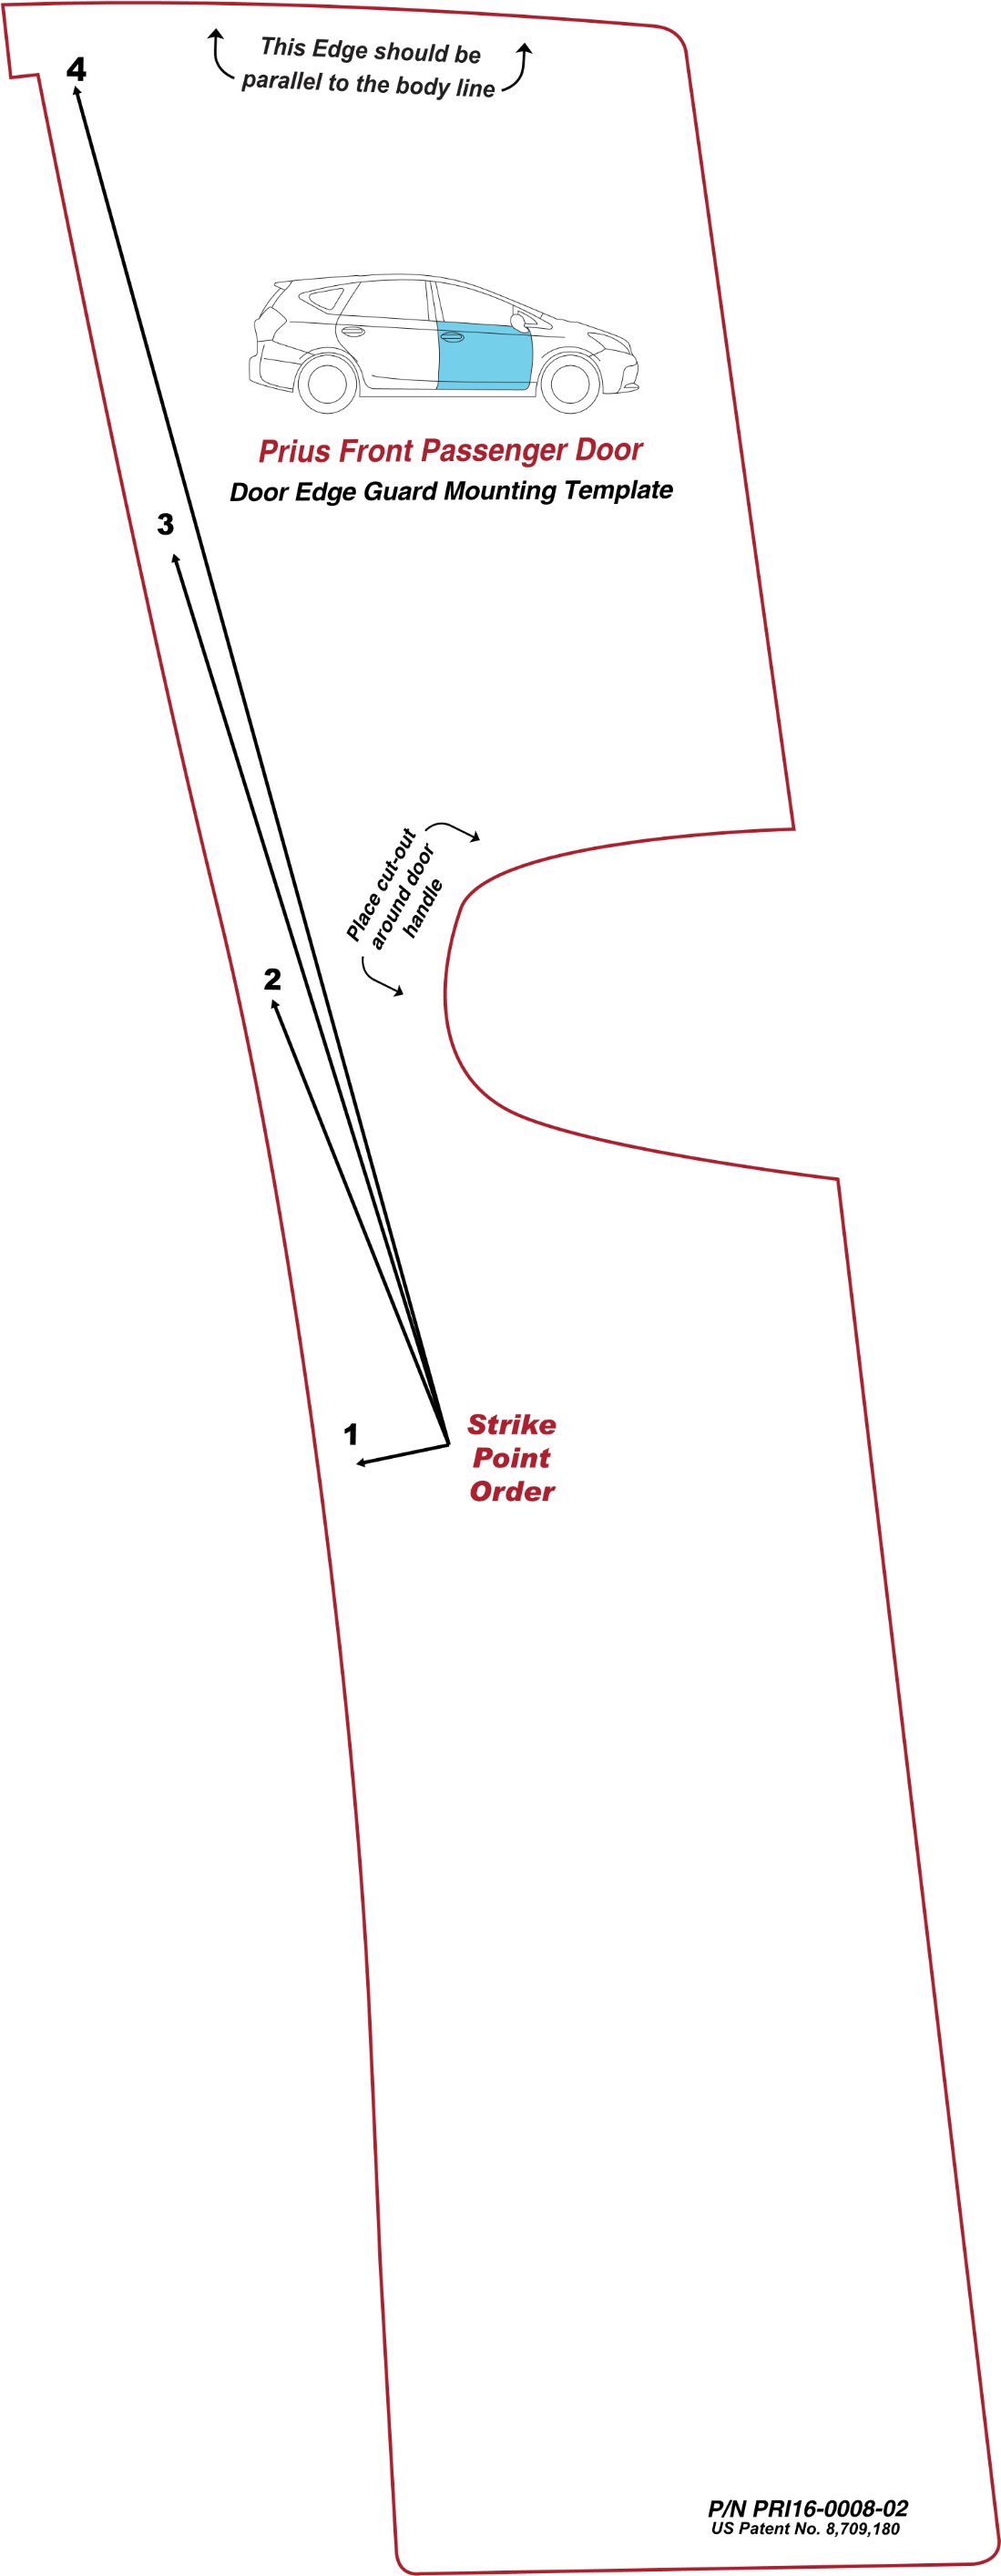 This Edge should be
parallel to the body line
4
Prius Front Passenger Door
Door Edge Guard Mounting Template
3
Place cut-out
around door
handle
2
1
Strike
Point
Order
P/N PRI16-0008-02
US Patent No. 8,709,180